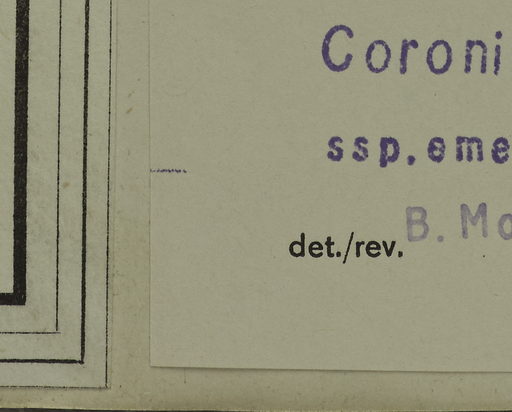 Coroni
ssp. eme
det./rev. B. Mo